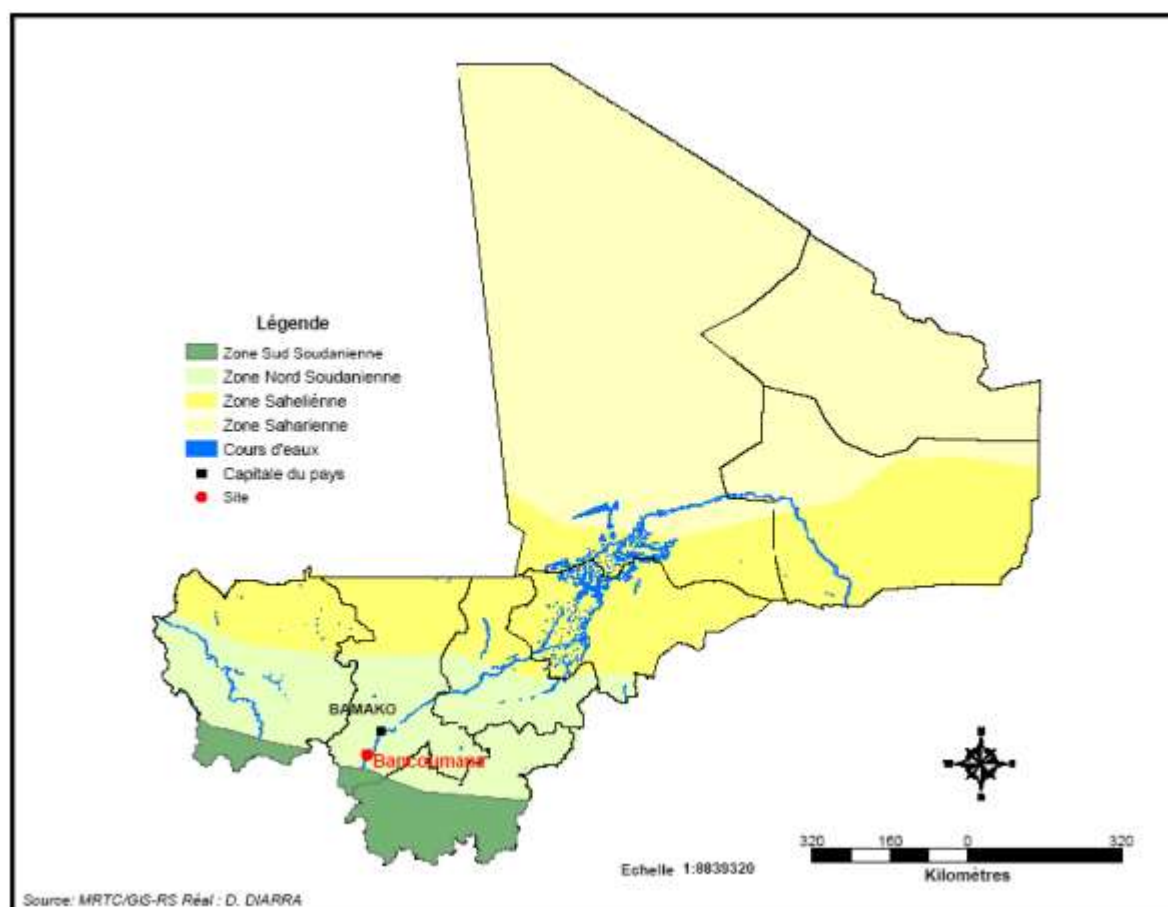 Légende
Zone Sud Soudanienne
Zone Nord Soudanienne
Zone Saheliénne
Zone Saharienne
Cours d'eaux
Capitale du pays
Site
BAMAKO
Bancoumana
320 160 0 320
Echelle 1:8839320
Kilomètres
Source: MRTC/GIS-RS Réal : D. DIARRA